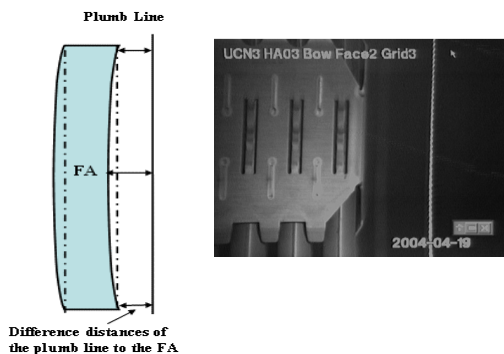 Plumb Line
FA
Difference distances of
the plumb line to the FA
UCN3 HA03 Bow Face2 Grid3
2004-04-19